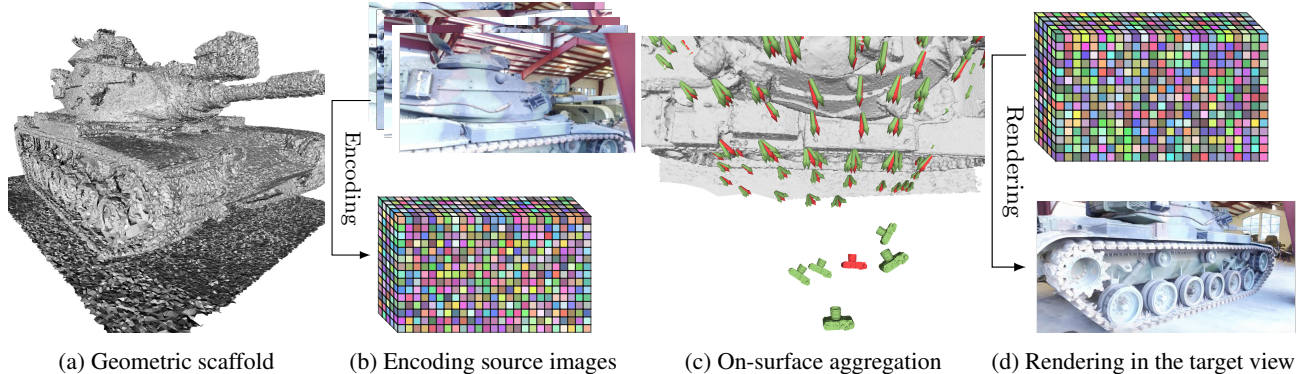 Encoding
Rendering
(a) Geometric scaffold
(b) Encoding source images
(c) On-surface aggregation
(d) Rendering in the target view